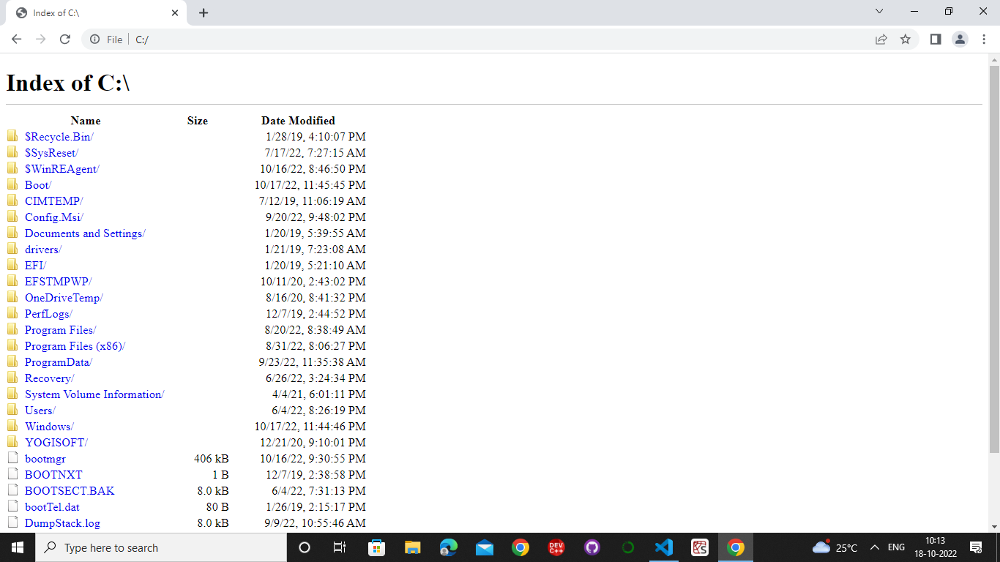 Index of C:\
File
C:/
Index of C:\
Name Size Date Modified
$Recycle.Bin/ 1/28/19, 4:10:07 PM
$SysReset/ 7/17/22, 7:27:15 AM
$WinREAgent/ 10/16/22, 8:46:50 PM
Boot/ 10/17/22, 11:45:45 PM
CIMTEMP/ 7/12/19, 11:06:19 AM
Config.Msi/ 9/20/22, 9:48:02 PM
Documents and Settings/ 1/20/19, 5:39:55 AM
drivers/ 1/21/19, 7:23:08 AM
EFI/ 1/20/19, 5:21:10 AM
EFSTMPWP/ 10/11/20, 2:43:02 PM
OneDriveTemp/ 8/16/20, 8:41:32 PM
PerfLogs/ 12/7/19, 2:44:52 PM
Program Files/ 8/20/22, 8:38:49 AM
Program Files (x86)/ 8/31/22, 8:06:27 PM
ProgramData/ 9/23/22, 11:35:38 AM
Recovery/ 6/26/22, 3:24:34 PM
System Volume Information/ 4/4/21, 6:01:11 PM
Users/ 6/4/22, 8:26:19 PM
Windows/ 10/17/22, 11:44:46 PM
YOGISOFT/ 12/21/20, 9:10:01 PM
bootmgr 406 kB 10/16/22, 9:30:55 PM
BOOTNXT 1 B 12/7/19, 2:38:58 PM
BOOTSECT.BAK 8.0 kB 6/4/22, 7:31:13 PM
bootTel.dat 80 B 1/26/19, 2:15:17 PM
DumpStack.log 8.0 kB 9/9/22, 10:55:46 AM
Type here to search
DEV
C++
25°C
ENG
10:13
18-10-2022